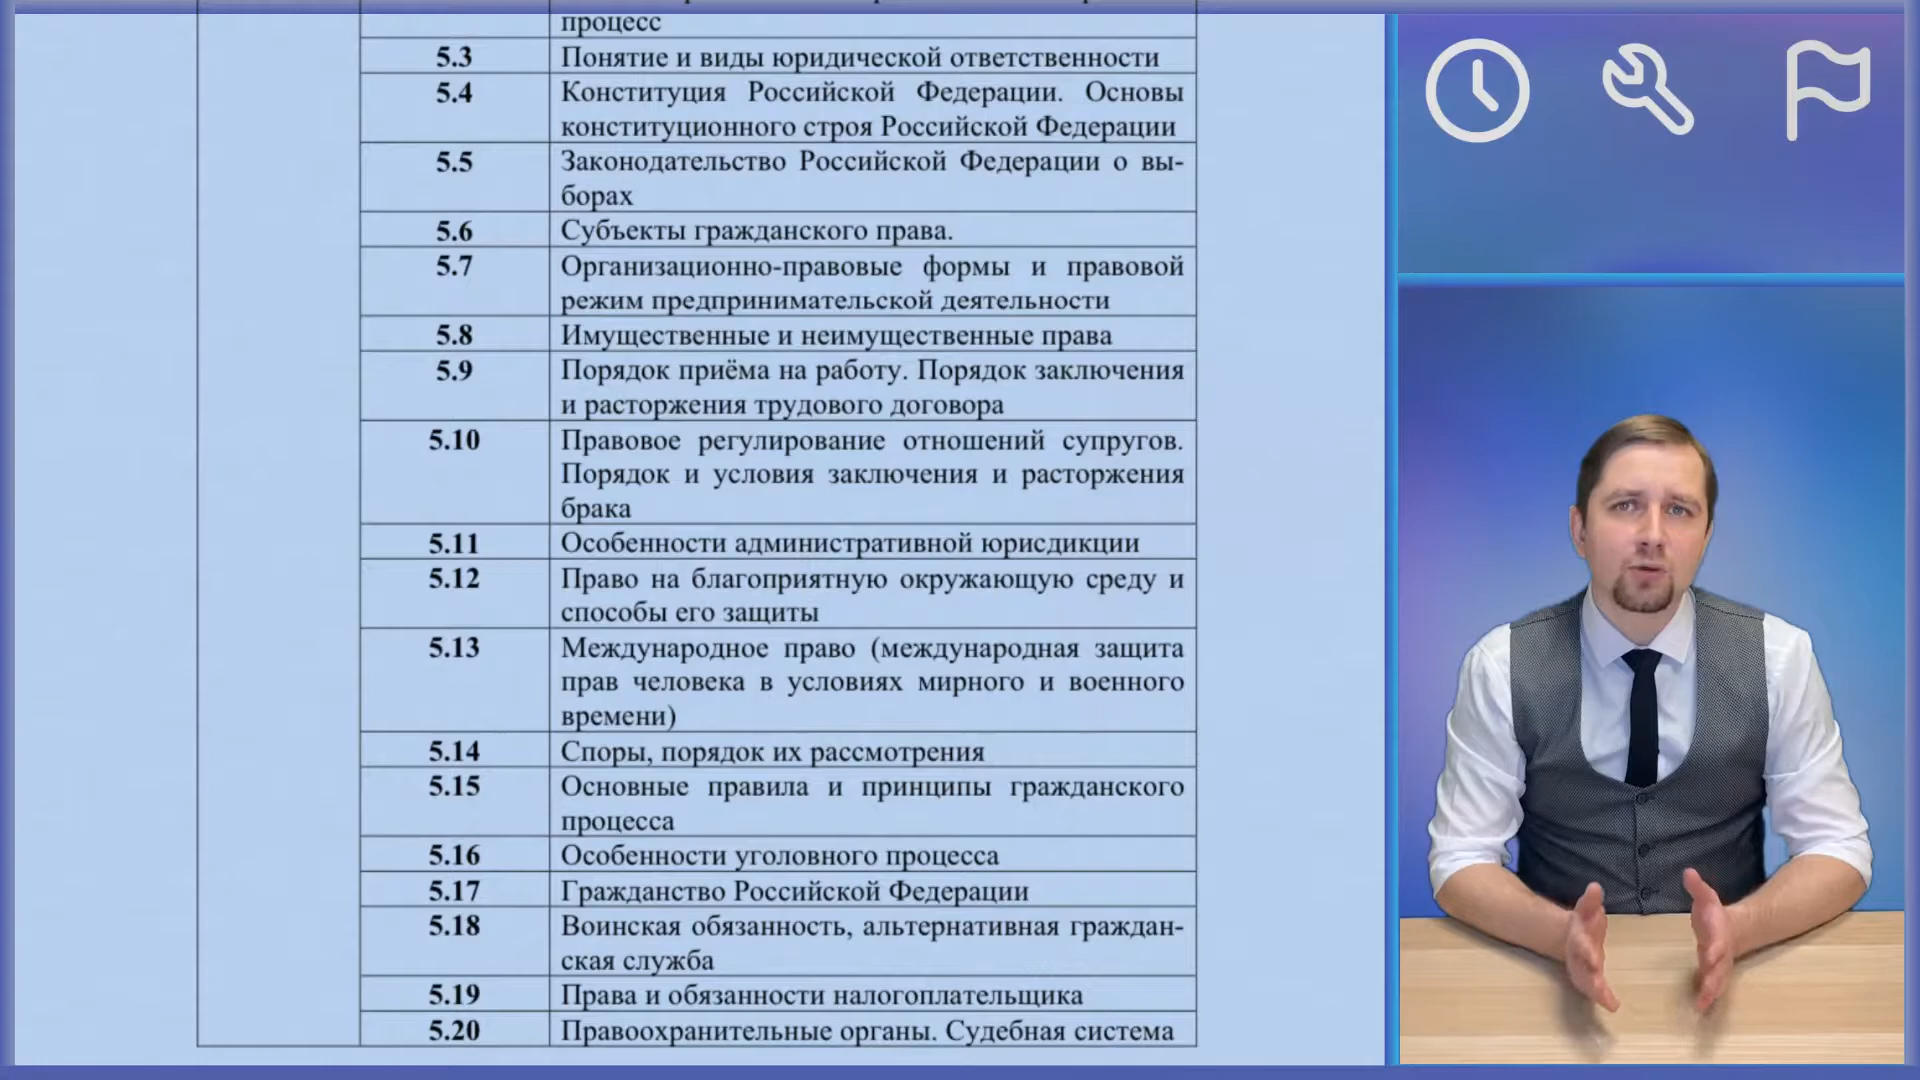 процесс
5.3 Понятие и виды юридической ответственности
5.4 Конституция Российской Федерации. Основы
конституционного строя Российской Федерации
5.5 Законодательство Российской Федерации о вы-
борах
5.6 Субъекты гражданского права.
5.7 Организационно-правовые формы и правовой
режим предпринимательской деятельности
5.8 Имущественные и неимущественные права
5.9 Порядок приёма на работу. Порядок заключения
и расторжения трудового договора
5.10 Правовое регулирование отношений супругов.
Порядок и условия заключения и расторжения
брака
5.11 Особенности административной юрисдикции
5.12 Право на благоприятную окружающую среду и
способы его защиты
5.13 Международное право (международная защита
прав человека в условиях мирного и военного
времени)
5.14 Споры, порядок их рассмотрения
5.15 Основные правила и принципы гражданского
процесса
5.16 Особенности уголовного процесса
5.17 Гражданство Российской Федерации
5.18 Воинская обязанность, альтернативная граждан-
ская служба
5.19 Права и обязанности налогоплательщика
5.20 Правоохранительные органы. Судебная система